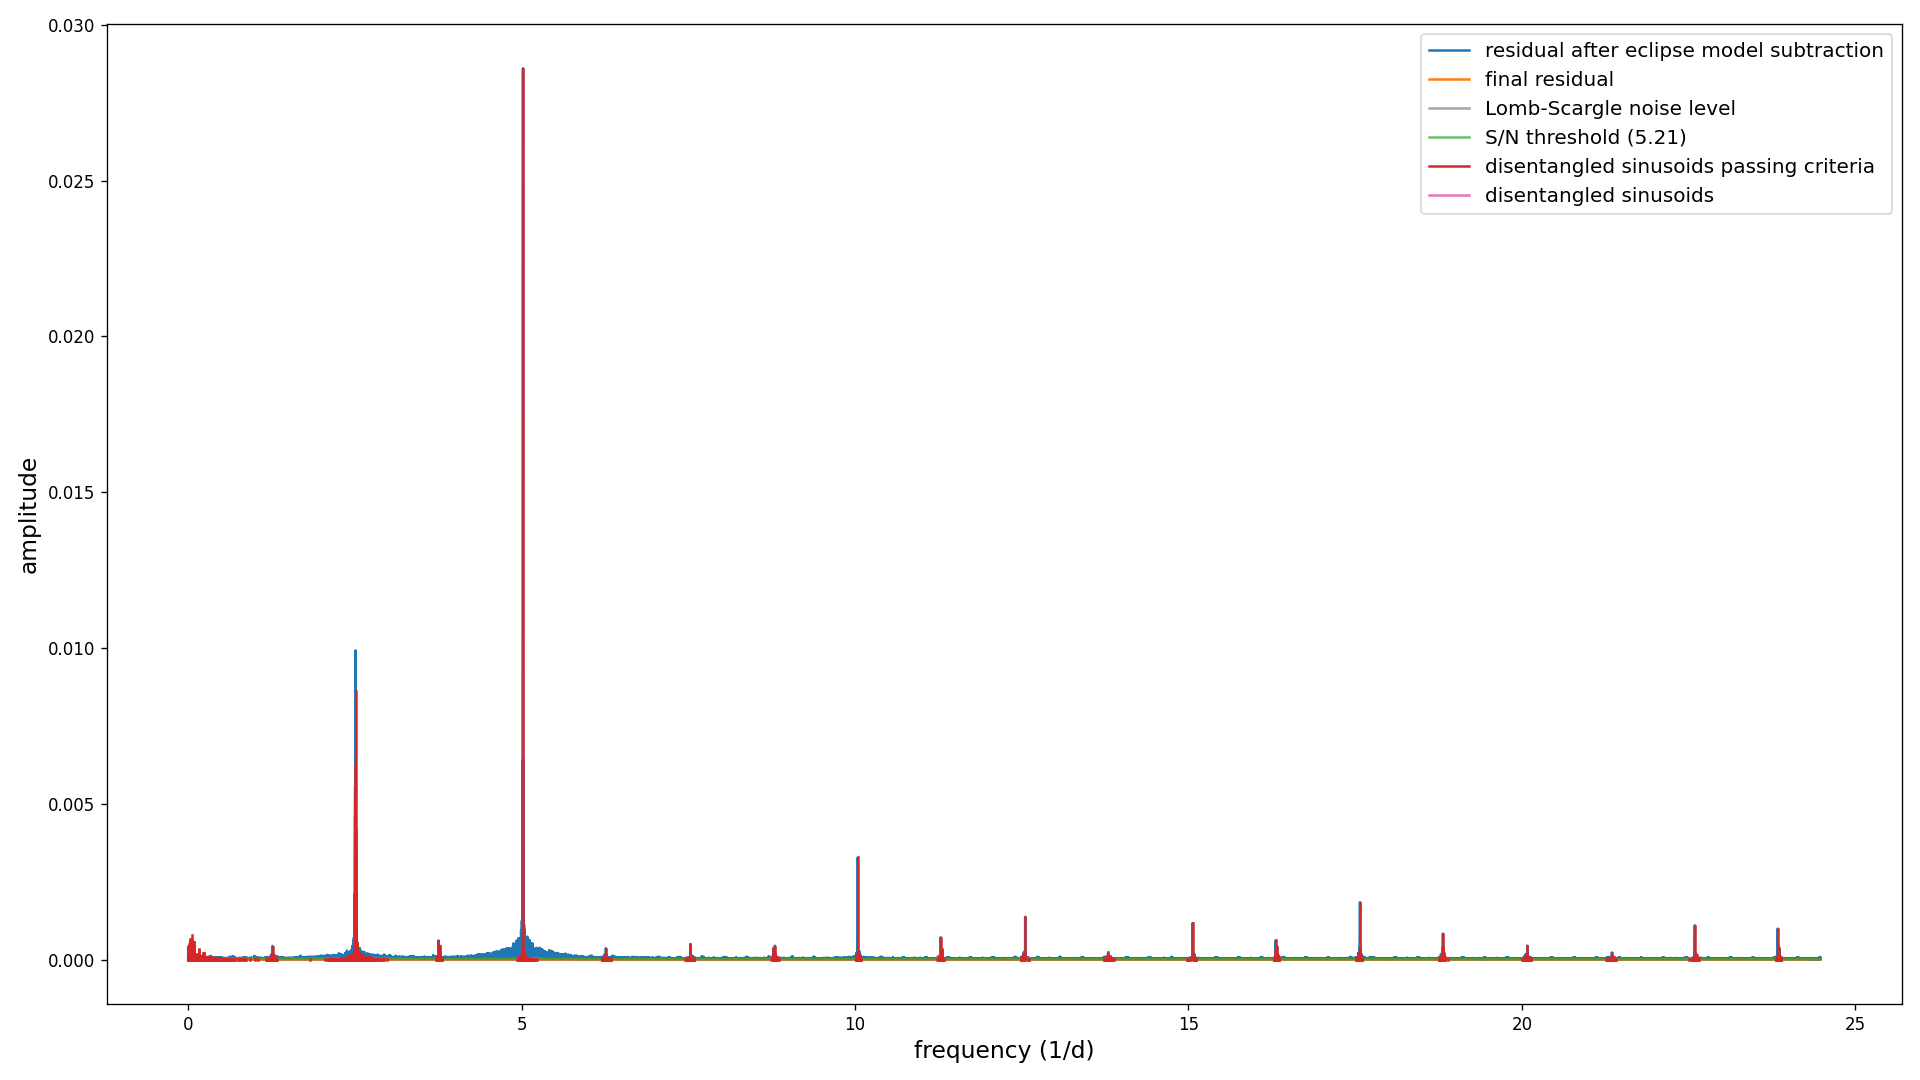 0.030
0.025
0.020
0.015
0.010
0.005
0.000
amplitude
0
5
10
15
20
25
frequency (1/d)
residual after eclipse model subtraction
final residual
Lomb-Scargle noise level
S/N threshold (5.21)
disentangled sinusoids passing criteria
disentangled sinusoids